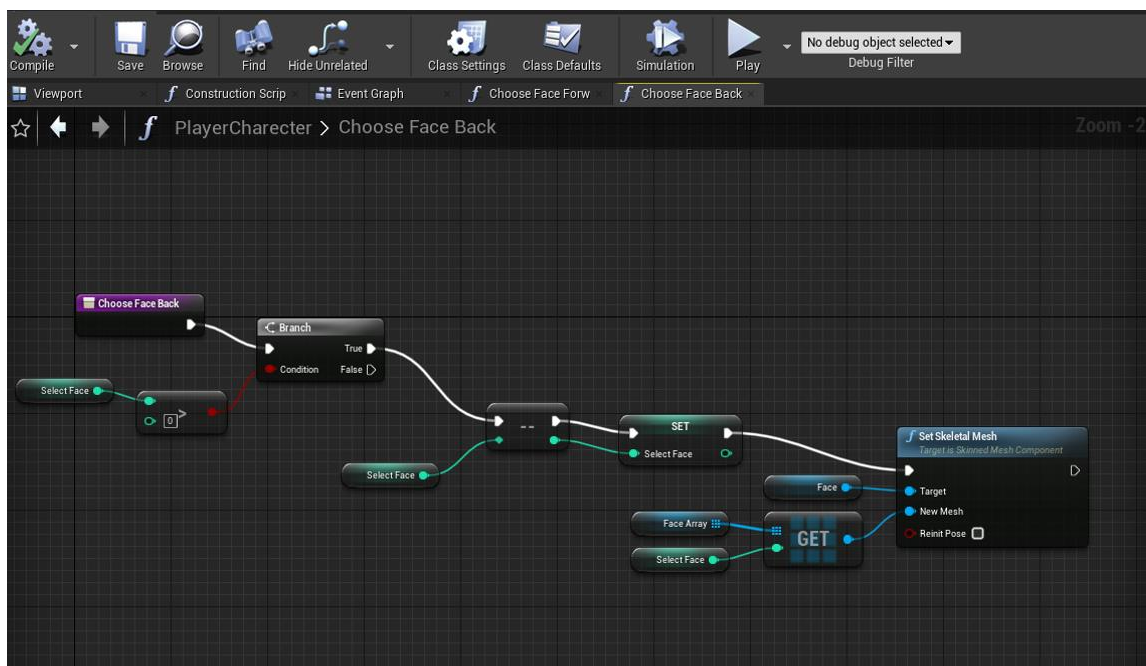 Compile
Save
Browse
Find
Hide Unrelated
Class Settings
Class Defaults
Simulation
Play
No debug object selected
Debug Filter
Viewport
Construction Scrip
Event Graph
Choose Face Forw
Choose Face Back
PlayerCharecter > Choose Face Back
Zoom -2
Choose Face Back
Branch
True
Condition
False
Select Face
0
>
--
Select Face
SET
Select Face
Set Skeletal Mesh
Target is Skinned Mesh Component
Face
Target
New Mesh
Face Array
GET
Reinit Pose
Select Face